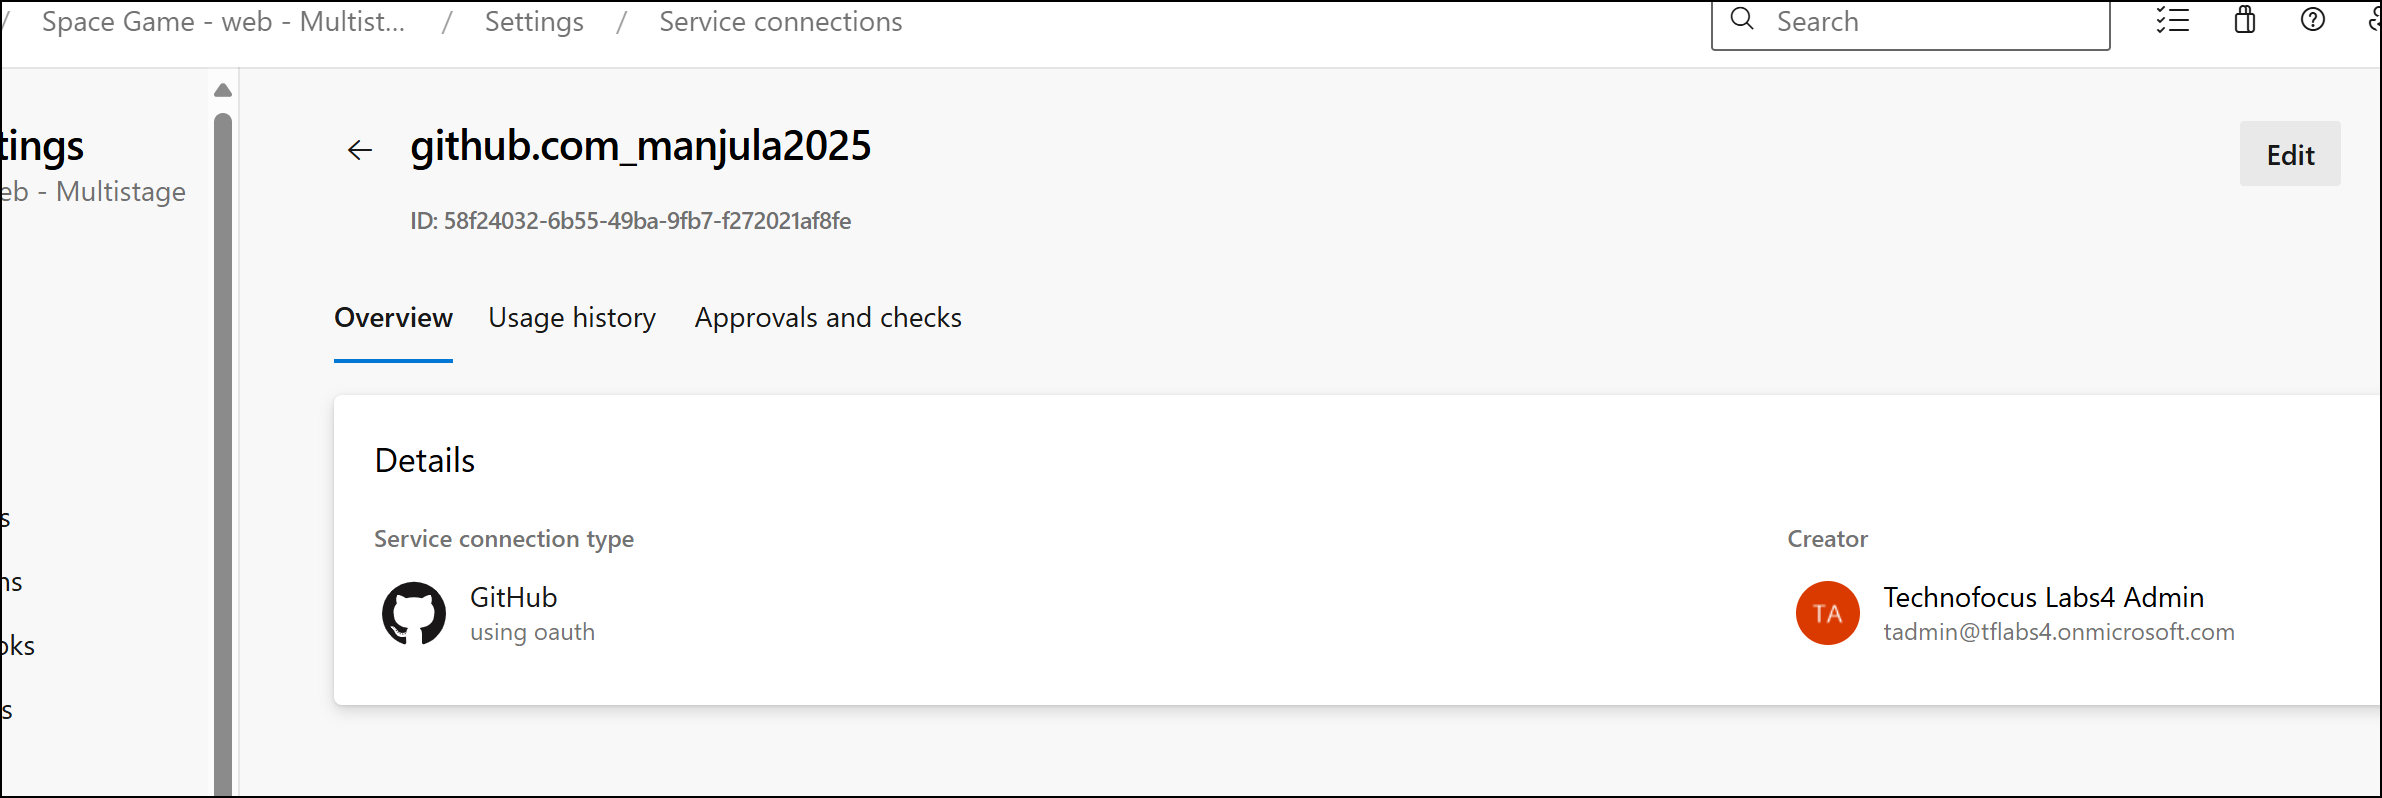 / Space Game - web - Multist... / Settings / Service connections
Search
tings
eb - Multistage
s
ns
oks
s
github.com_manjula2025
Edit
ID: 58f24032-6b55-49ba-9fb7-f272021af8fe
Overview Usage history Approvals and checks
Details
Service connection type
GitHub
using oauth
Creator
TA
Technofocus Labs4 Admin
tadmin@tflabs4.onmicrosoft.com